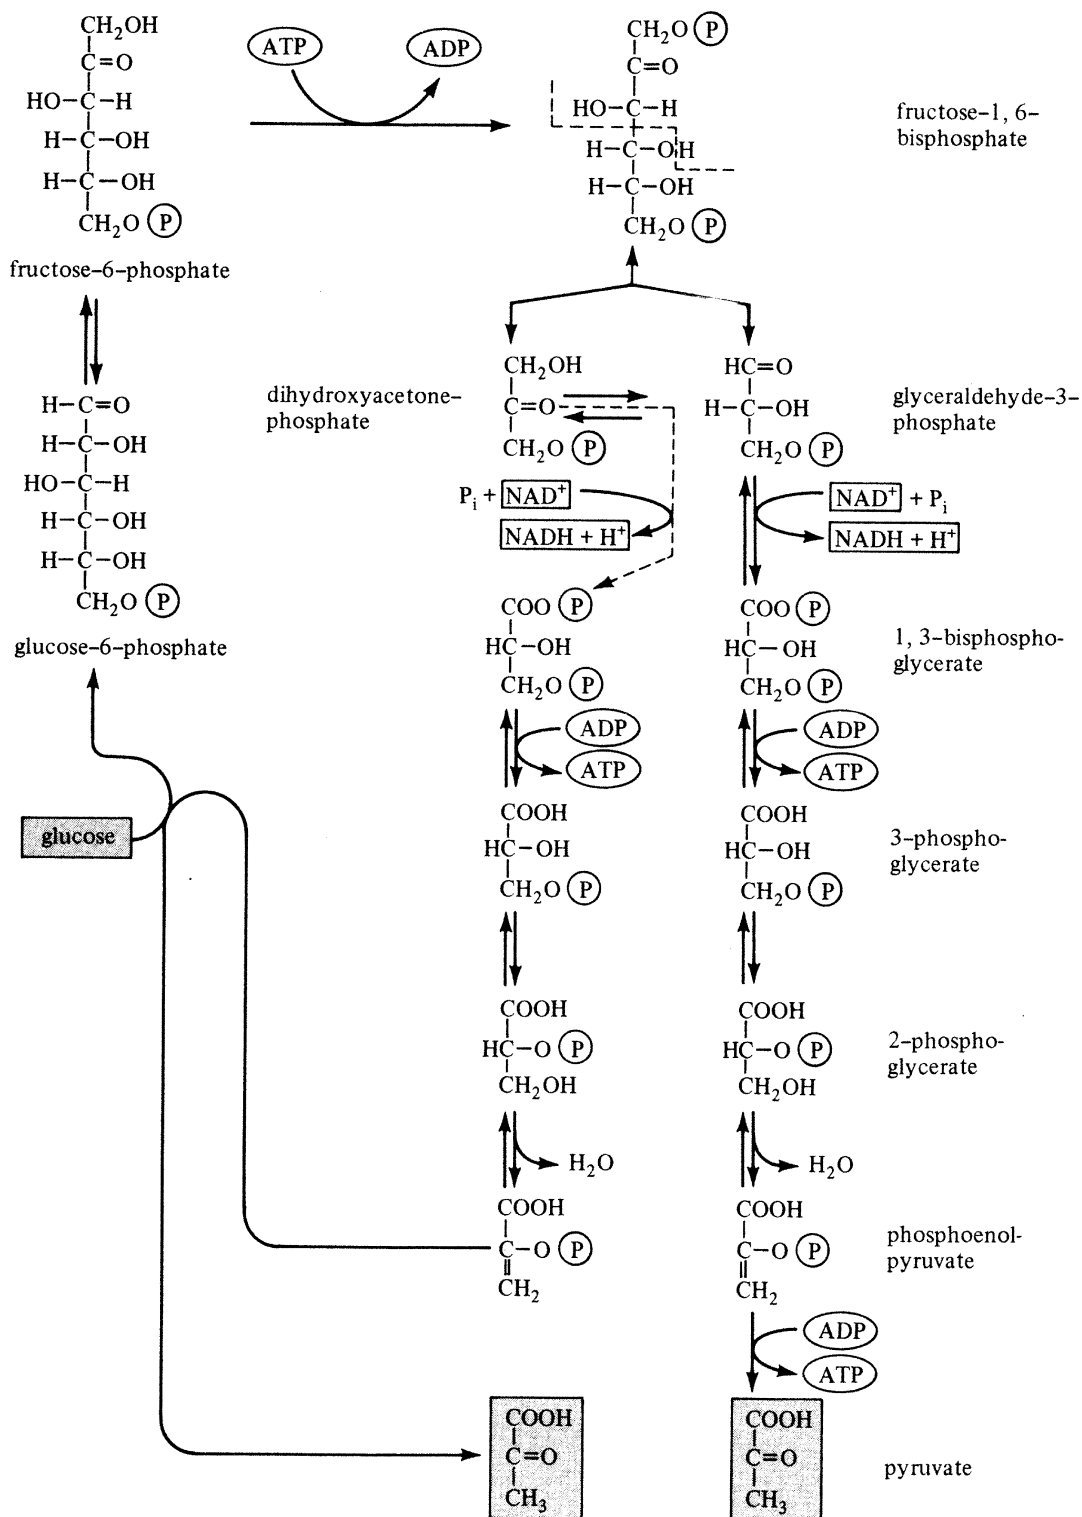 CH₂OH
C=O
HO–C–H
H–C–OH
H–C–OH
CH₂O Ⓟ
fructose–6–phosphate
ATP
ADP
CH₂O Ⓟ
C=O
HO–C–H
H–C–OH
H–C–OH
CH₂O Ⓟ
fructose–1, 6–
bisphosphate
H–C=O
H–C–OH
HO–C–H
H–C–OH
H–C–OH
CH₂O Ⓟ
glucose–6–phosphate
dihydroxyacetone–
phosphate
CH₂OH
C=O
CH₂O Ⓟ
HC=O
H–C–OH
CH₂O Ⓟ
glyceraldehyde–3–
phosphate
Pᵢ + NAD⁺
NADH + H⁺
NAD⁺ + Pᵢ
NADH + H⁺
COO Ⓟ
HC–OH
CH₂O Ⓟ
COO Ⓟ
HC–OH
CH₂O Ⓟ
1, 3–bisphospho–
glycerate
ADP
ATP
ADP
ATP
glucose
COOH
HC–OH
CH₂O Ⓟ
COOH
HC–OH
CH₂O Ⓟ
3–phospho–
glycerate
COOH
HC–O Ⓟ
CH₂OH
COOH
HC–O Ⓟ
CH₂OH
2–phospho–
glycerate
H₂O
H₂O
COOH
C–O Ⓟ
CH₂
COOH
C–O Ⓟ
CH₂
phosphoenol–
pyruvate
ADP
ATP
COOH
C=O
CH₃
COOH
C=O
CH₃
pyruvate